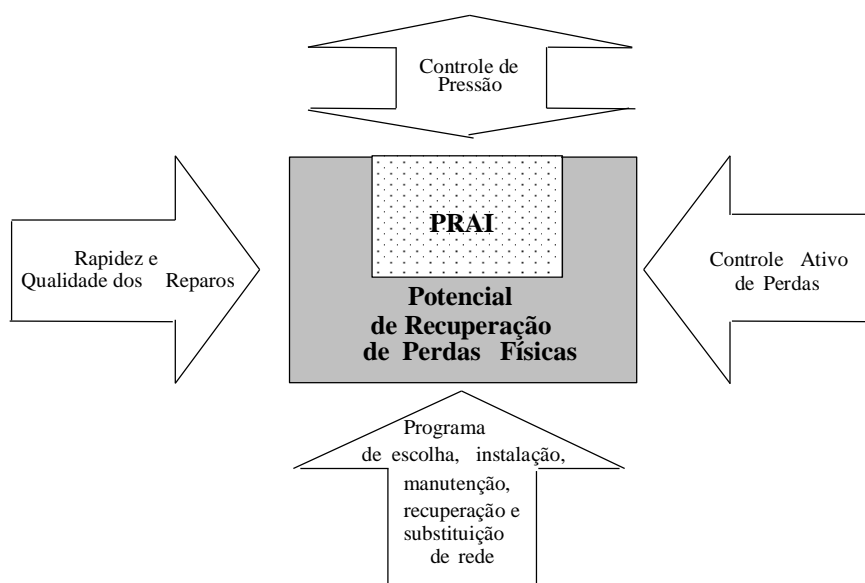 Controle de
Pressão
PRAI
Rapidez e
Qualidade dos Reparos
Controle Ativo
de Perdas
Potencial
de Recuperação
de Perdas Físicas
Programa
de escolha, instalação,
manutenção,
recuperação e
substituição
de rede